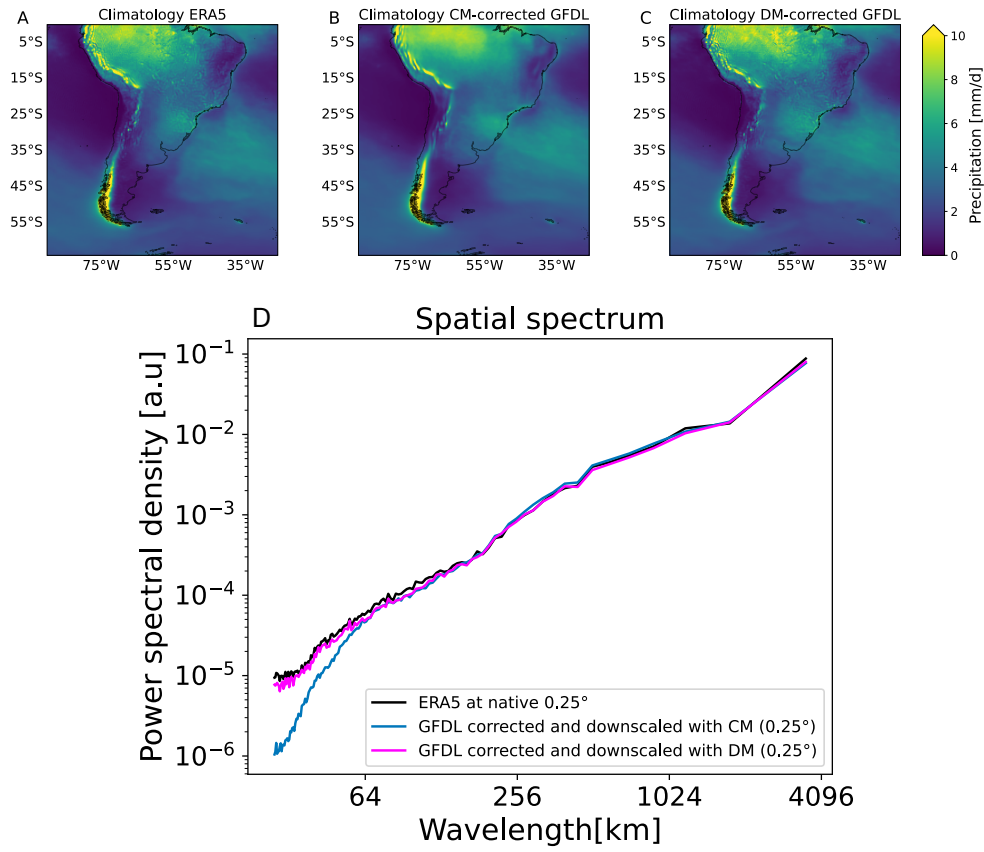 A Climatology ERA5
B Climatology CM-corrected GFDL
C Climatology DM-corrected GFDL
5°S
15°S
25°S
35°S
45°S
55°S
75°W 55°W 35°W
5°S
15°S
25°S
35°S
45°S
55°S
75°W 55°W 35°W
5°S
15°S
25°S
35°S
45°S
55°S
75°W 55°W 35°W
10
8
6
4
2
0
Precipitation [mm/d]
D Spatial spectrum
Power spectral density [a.u]
10⁻¹
10⁻²
10⁻³
10⁻⁴
10⁻⁵
10⁻⁶
ERA5 at native 0.25°
GFDL corrected and downscaled with CM (0.25°)
GFDL corrected and downscaled with DM (0.25°)
64 256 1024 4096
Wavelength[km]